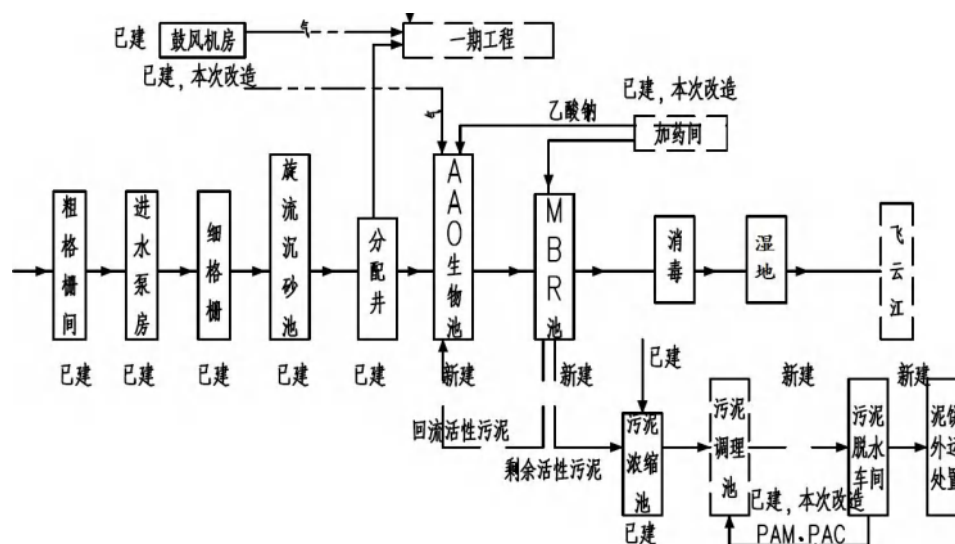 已建
鼓风机房
气
一期工程
已建,本次改造
气
乙酸钠
已建,本次改造
加药间
粗格栅间
进水泵房
细格栅
旋流沉砂池
分配井
AAO生物池
MBR池
消毒
湿地
飞云江
已建
已建
已建
已建
已建
新建
新建
已建
新建
新建
回流活性污泥
剩余活性污泥
污泥浓缩池
已建
污泥调理池
已建,本次改造
PAM、PAC
污泥脱水车间
外运处置